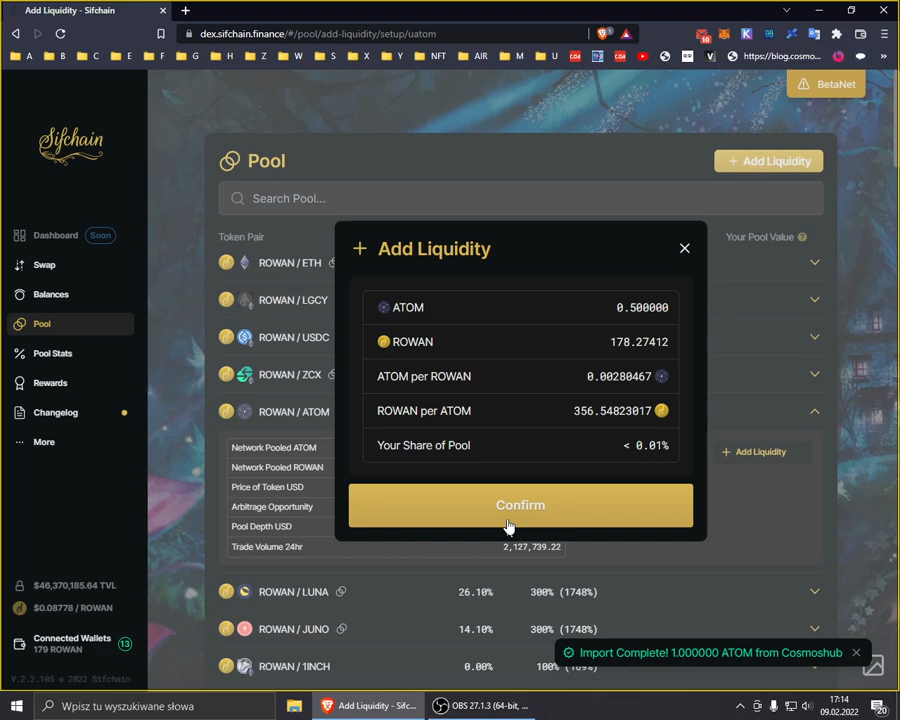 Add Liquidity - Sifchain
dex.sifchain.finance/#/pool/add-liquidity/setup/uatom
10
A B C E F G H W S X Y NFT AIR M U https://blog.cosmo...
Sifchain
BetaNet
Pool
Add Liquidity
Search Pool...
Token Pair
Your Pool Value
Dashboard Soon
Swap
Balances
Pool
Pool Stats
Rewards
Changelog
More
ROWAN / ETH
ROWAN / LGCY
ROWAN / USDC
ROWAN / ZCX
ROWAN / ATOM
Network Pooled ATOM
Network Pooled ROWAN
Price of Token USD
Arbitrage Opportunity
Pool Depth USD
Trade Volume 24hr 2,127,739.22
+ Add Liquidity
+ Add Liquidity
ATOM 0.500000
ROWAN 178.27412
ATOM per ROWAN 0.00280467
ROWAN per ATOM 356.54823017
Your Share of Pool < 0.01%
Confirm
ROWAN / LUNA 26.10% 300% (1748%)
ROWAN / JUNO 14.10% 300% (1748%)
ROWAN / 1INCH 0.00%
Import Complete! 1.000000 ATOM from Cosmoshub
$46,370,185.64 TVL
$0.08778 / ROWAN
Connected Wallets 13
179 ROWAN
V.2.2.105 © 2022 Sifchain
Wpisz tu wyszukiwane słowa
Add Liquidity - Sifc...
OBS 27.1.3 (64-bit, ...
17:14
09.02.2022
20